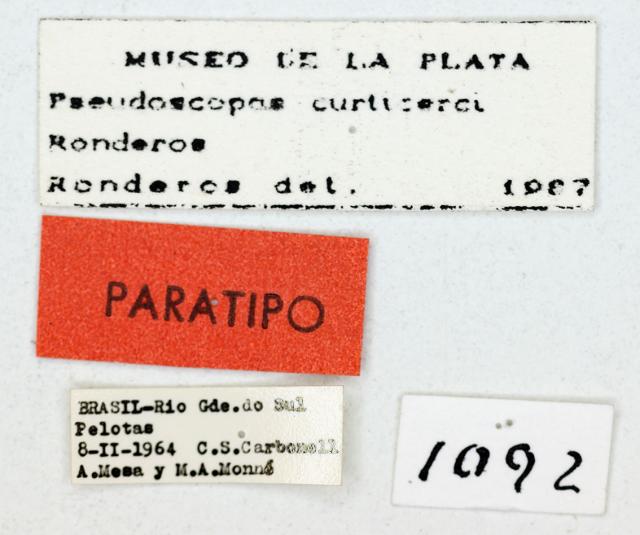 MUSEO DE LA PLATA
Pseudoscopas curticerci
Ronderos
Ronderos det. 1987
PARATIPO
BRASIL-Rio Gde.do Sul
Pelotas
8-II-1964 C.S.Carbonell
A.Mesa y M.A.Monné
1092